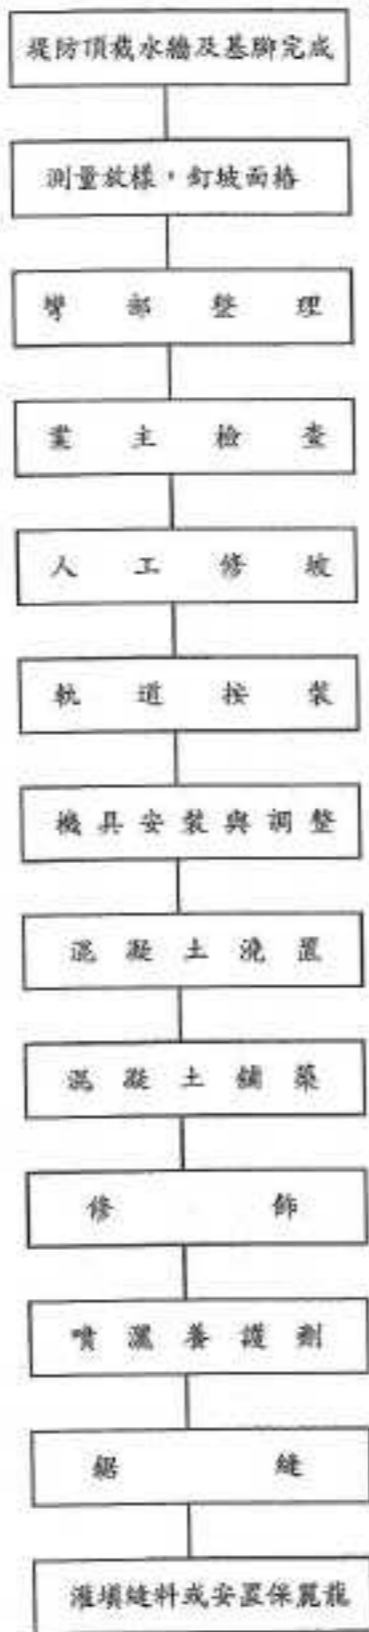 堤防頂截水牆及基腳完成
測量放樣，釘坡面樁
彎部整理
業主檢查
人工修坡
軌道按裝
機具安裝與調整
混凝土澆置
混凝土舖築
修飾
噴灑養護劑
鋸縫
灌填縫料或安置保麗龍